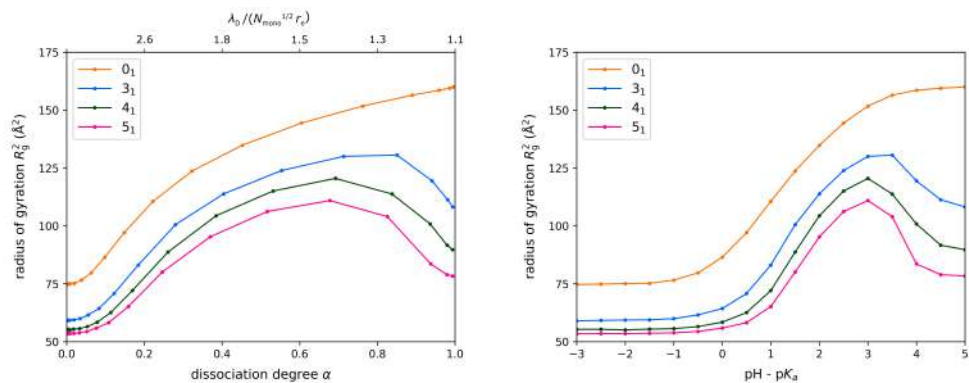 λ_D/(N_mono^1/2 r_e)
2.6 1.8 1.5 1.3 1.1
175
150
125
100
75
50
radius of gyration R_g^2 (Å^2)
0_1
3_1
4_1
5_1
0.0 0.2 0.4 0.6 0.8 1.0
dissociation degree α
175
150
125
100
75
50
radius of gyration R_g^2 (Å^2)
0_1
3_1
4_1
5_1
−3 −2 −1 0 1 2 3 4 5
pH - pK_a